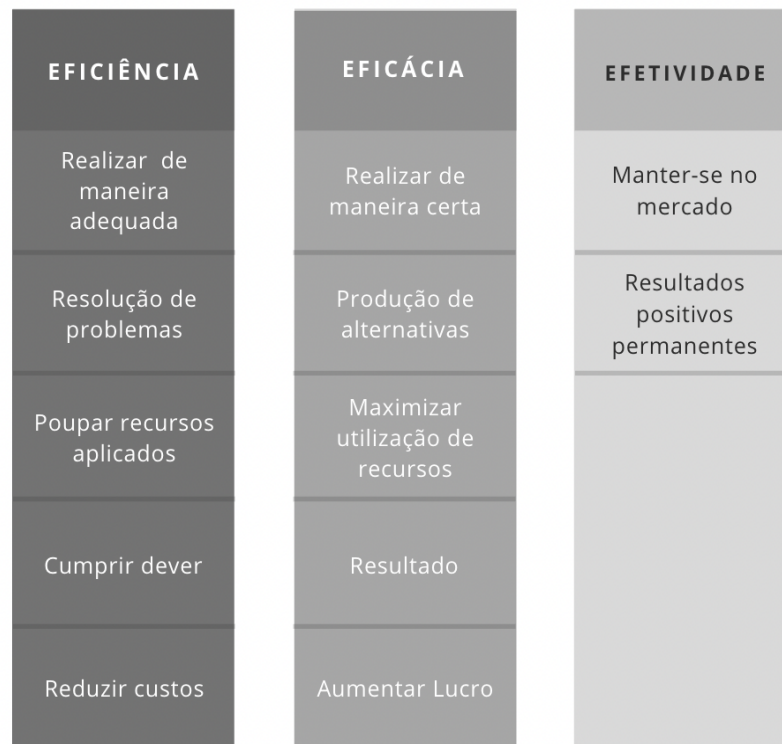 EFICIÊNCIA
Realizar de
maneira
adequada
Resolução de
problemas
Poupar recursos
aplicados
Cumprir dever
Reduzir custos
EFICÁCIA
Realizar de
maneira certa
Produção de
alternativas
Maximizar
utilização de
recursos
Resultado
Aumentar Lucro
EFETIVIDADE
Manter-se no
mercado
Resultados
positivos
permanentes